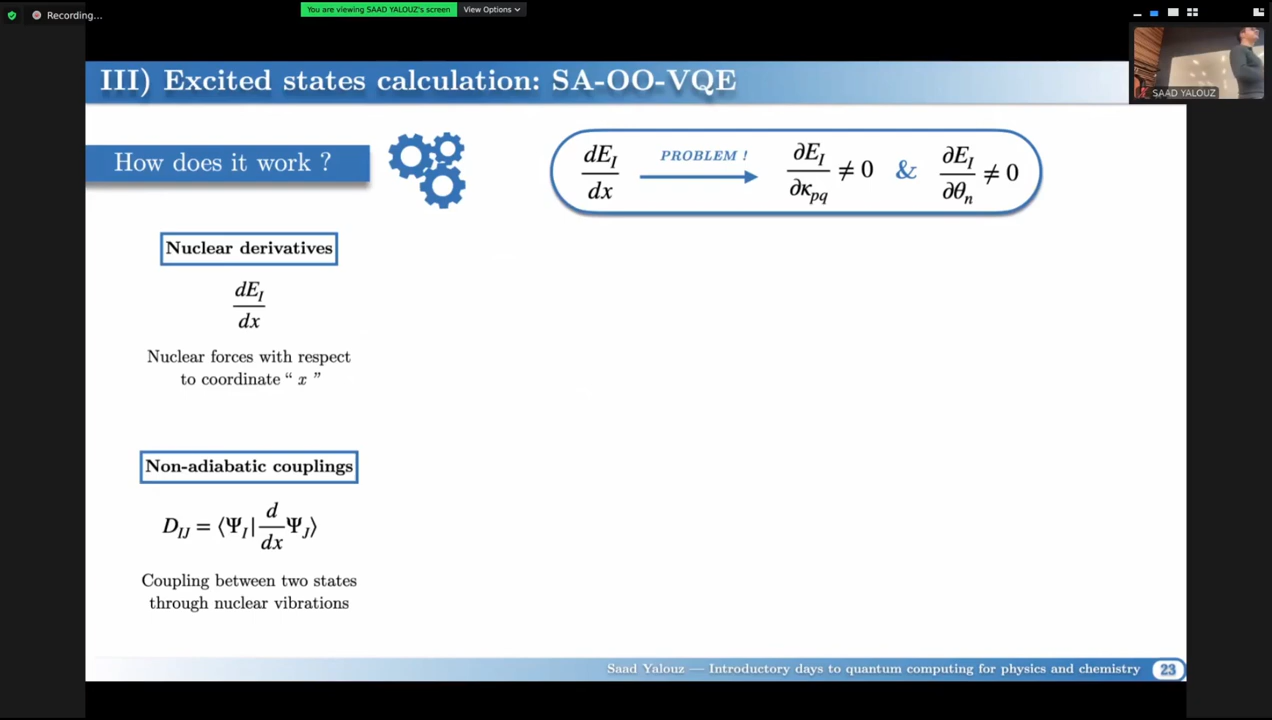 Recording...
You are viewing SAAD YALOUZ's screen
View Options
III) Excited states calculation: SA-OO-VQE
SAAD YALOUZ
How does it work ?
dE_I/dx PROBLEM ! ∂E_I/∂κ_pq ≠ 0 & ∂E_I/∂θ_n ≠ 0
Nuclear derivatives
dE_I/dx
Nuclear forces with respect
to coordinate “ x ”
Non-adiabatic couplings
D_IJ = ⟨Ψ_I| d/dx Ψ_J⟩
Coupling between two states
through nuclear vibrations
Saad Yalouz — Introductory days to quantum computing for physics and chemistry 23